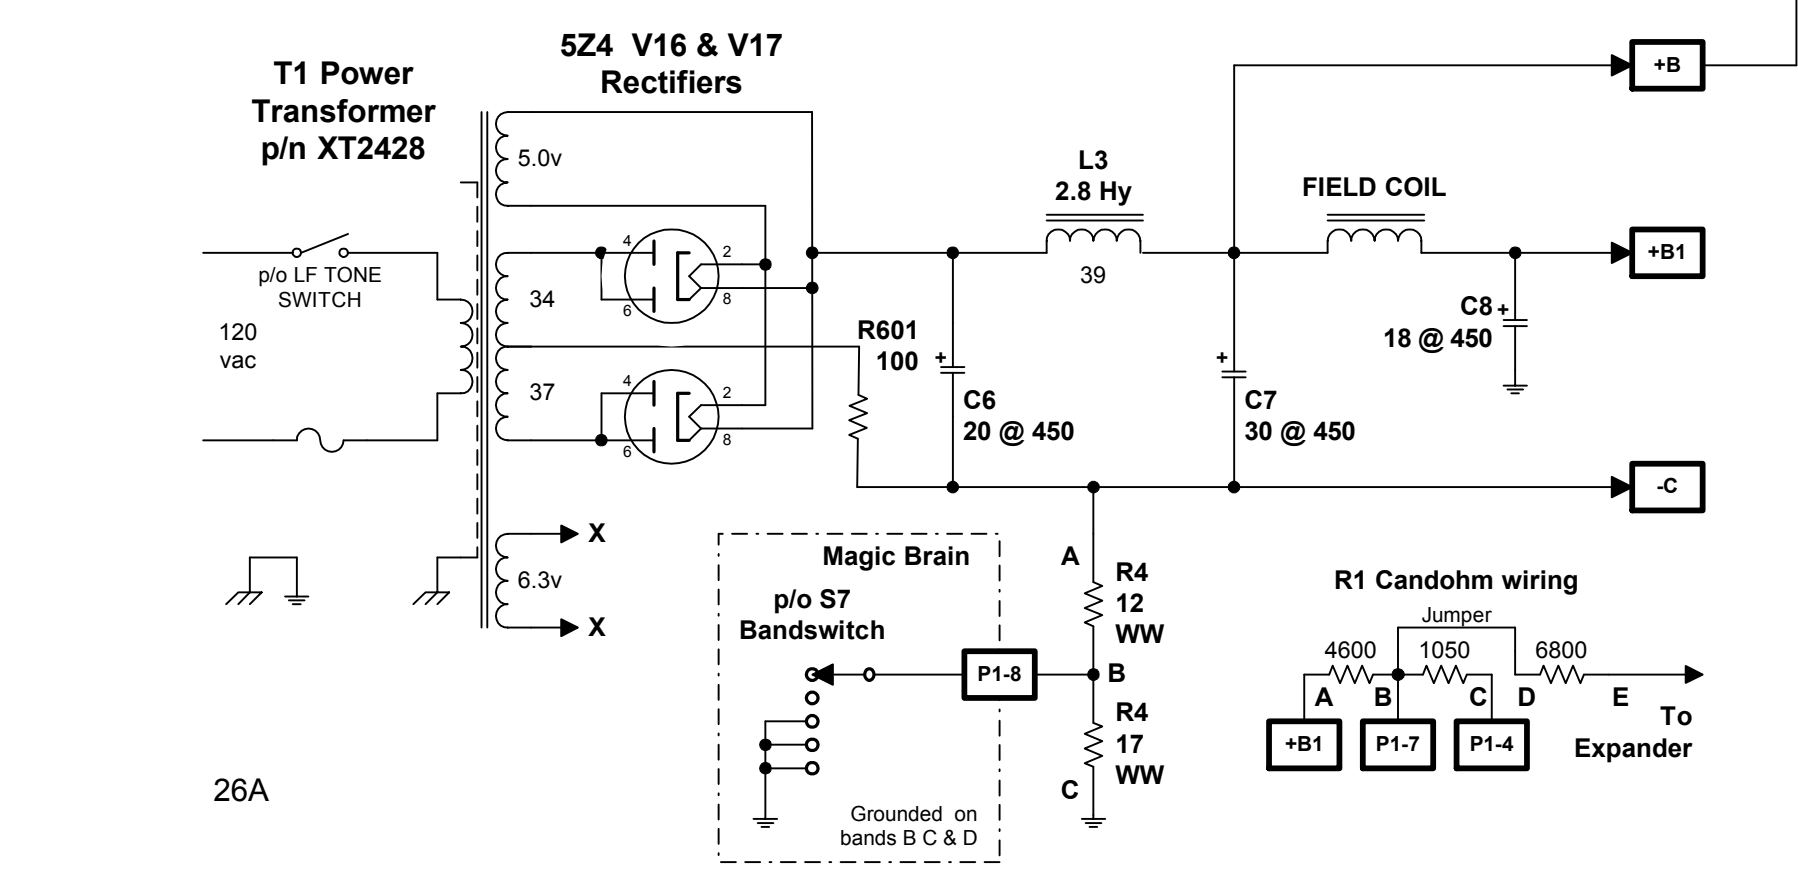 5Z4 V16 & V17
Rectifiers
T1 Power
Transformer
p/n XT2428
+B
5.0v
L3
2.8 Hy
39
FIELD COIL
+B1
p/o LF TONE
SWITCH
120
vac
34
37
4
6
2
8
4
6
2
8
R601
100
+
C6
20 @ 450
+
C7
30 @ 450
C8
+
18 @ 450
-C
6.3v
X
X
Magic Brain
p/o S7
Bandswitch
P1-8
Grounded on
bands B C & D
A
R4
12
WW
B
R4
17
WW
C
R1 Candohm wiring
Jumper
4600
1050
6800
A
B
C
D
E
+B1
P1-7
P1-4
To
Expander
26A